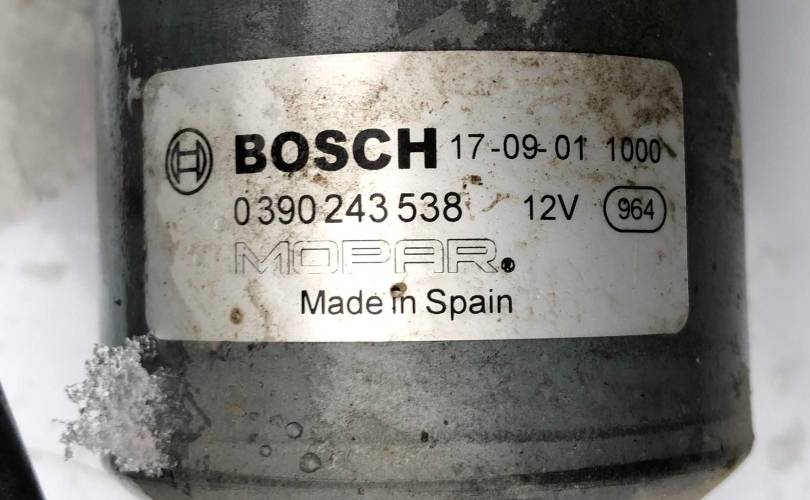 BOSCH 17-09-01 1000
0 390 243 538 12V 964
MOPAR
Made in Spain